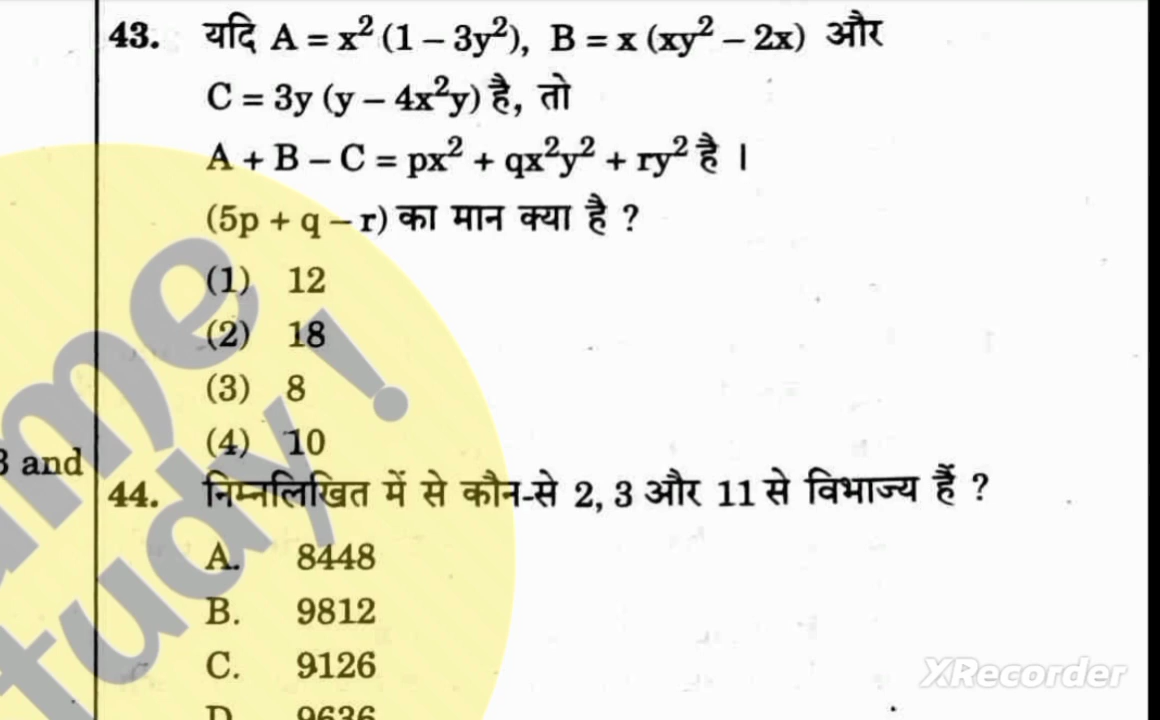 43. यदि A = x² (1 – 3y²), B = x (xy² – 2x) और
C = 3y (y – 4x²y) है, तो
A + B – C = px² + qx²y² + ry² है ।
(5p + q – r) का मान क्या है ?
(1) 12
(2) 18
(3) 8
(4) 10
3 and
44. निम्नलिखित में से कौन-से 2, 3 और 11 से विभाज्य हैं ?
A. 8448
B. 9812
C. 9126
D. 9636
XRecorder